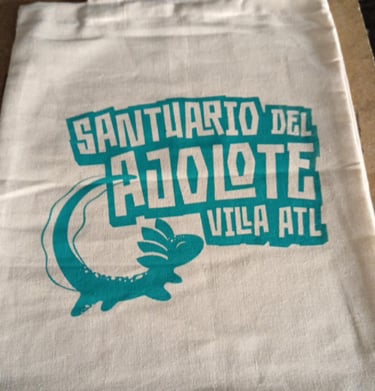 SANTUARIO DEL
AJOLOTE
VILLA ATL